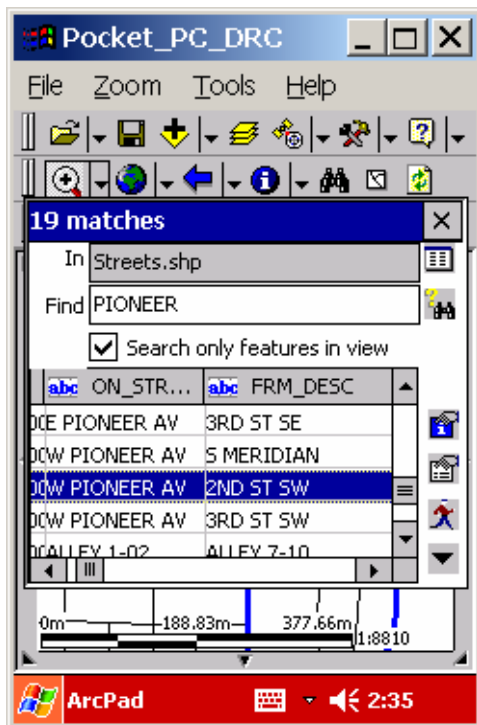 Pocket_PC_DRC
File Zoom Tools Help
19 matches
In Streets.shp
Find PIONEER
Search only features in view
abc ON_STR... abc FRM_DESC
E PIONEER AV 3RD ST SE
W PIONEER AV S MERIDIAN
W PIONEER AV 2ND ST SW
W PIONEER AV 3RD ST SW
ALLEY 1-02 ALLEY 7-10
0m 188.83m 377.66m
1:8810
ArcPad 2:35